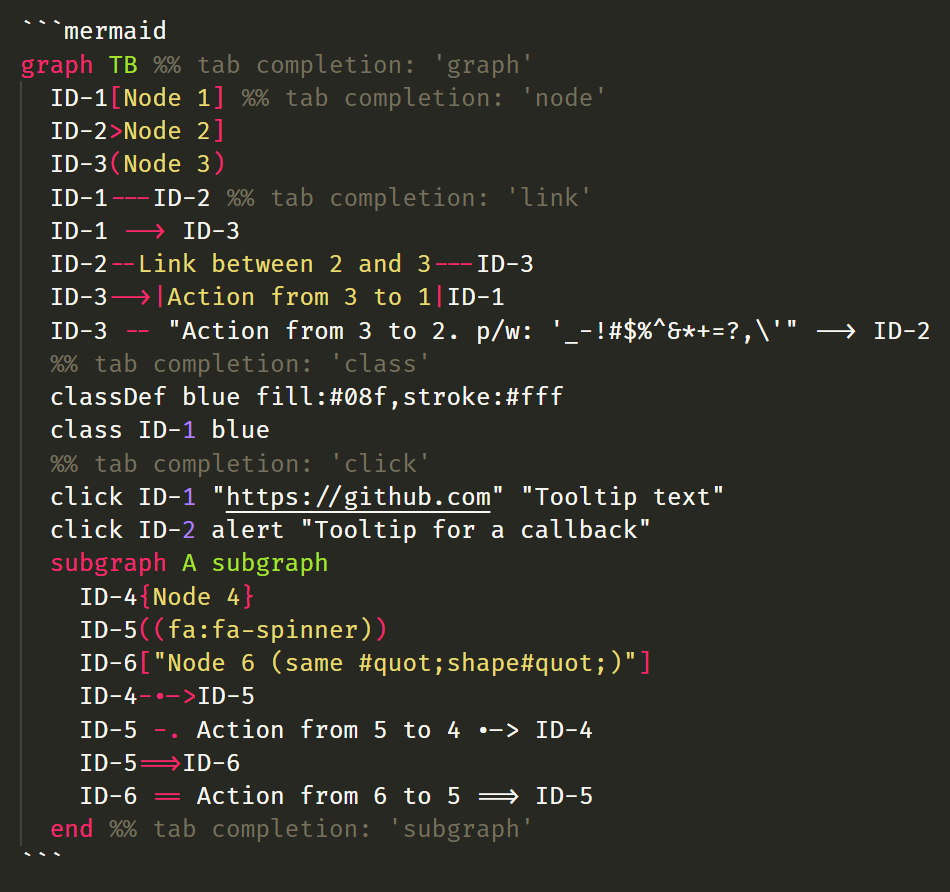 ```mermaid
graph TB %% tab completion: 'graph'
ID-1[Node 1] %% tab completion: 'node'
ID-2>Node 2]
ID-3(Node 3)
ID-1---ID-2 %% tab completion: 'link'
ID-1 --> ID-3
ID-2--Link between 2 and 3---ID-3
ID-3-->|Action from 3 to 1|ID-1
ID-3 -- "Action from 3 to 2. p/w: '_-!#$%^&*+=?,\'" --> ID-2
%% tab completion: 'class'
classDef blue fill:#08f,stroke:#fff
class ID-1 blue
%% tab completion: 'click'
click ID-1 "https://github.com" "Tooltip text"
click ID-2 alert "Tooltip for a callback"
subgraph A subgraph
ID-4{Node 4}
ID-5((fa:fa-spinner))
ID-6["Node 6 (same #quot;shape#quot;)"]
ID-4-.->ID-5
ID-5 -. Action from 5 to 4 .-> ID-4
ID-5==>ID-6
ID-6 == Action from 6 to 5 ==> ID-5
end %% tab completion: 'subgraph'
```